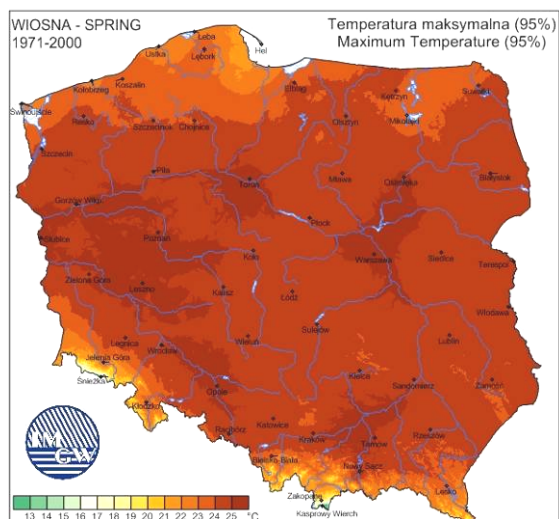 WIOSNA - SPRING
1971-2000
Temperatura maksymalna (95%)
Maximum Temperature (95%)
Łeba
Ustka
Lębork
Hel
Koszalin
Kołobrzeg
Elbląg
Kętrzyn
Suwałki
Świnoujście
Resko
Szczecinek
Chojnice
Olsztyn
Mikołajki
Szczecin
Piła
Toruń
Mława
Ostrołęka
Białystok
Gorzów Wlkp.
Płock
Słubice
Poznań
Koło
Warszawa
Siedlce
Terespol
Zielona Góra
Leszno
Kalisz
Łódź
Włodawa
Sulejów
Legnica
Wrocław
Wieluń
Lublin
Jelenia Góra
Śnieżka
Kielce
Sandomierz
Zamość
Kłodzko
Opole
Racibórz
Katowice
Kraków
Tarnów
Rzeszów
Bielsko-Biała
Nowy Sącz
Lesko
Zakopane
Kasprowy Wierch
IM
GW
13 14 15 16 17 18 19 20 21 22 23 24 25 °C